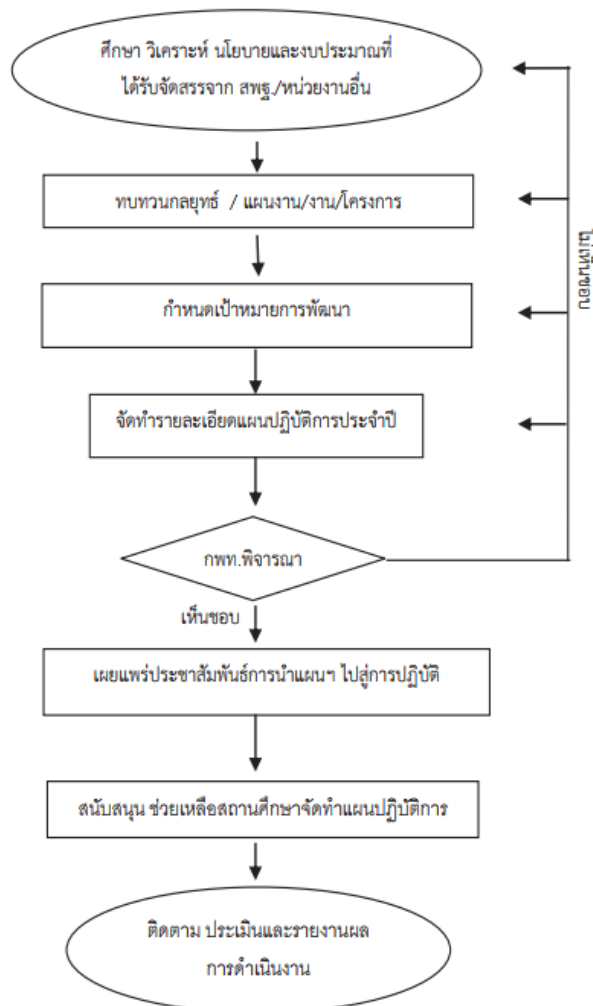 ศึกษา วิเคราะห์ นโยบายและงบประมาณที่
ได้รับจัดสรรจาก สพฐ./หน่วยงานอื่น
ทบทวนกลยุทธ์ / แผนงาน/งาน/โครงการ
กำหนดเป้าหมายการพัฒนา
จัดทำรายละเอียดแผนปฏิบัติการประจำปี
กพท.พิจารณา
ไม่เห็นชอบ
เห็นชอบ
เผยแพร่ประชาสัมพันธ์การนำแผนฯ ไปสู่การปฏิบัติ
สนับสนุน ช่วยเหลือสถานศึกษาจัดทำแผนปฏิบัติการ
ติดตาม ประเมินและรายงานผล
การดำเนินงาน